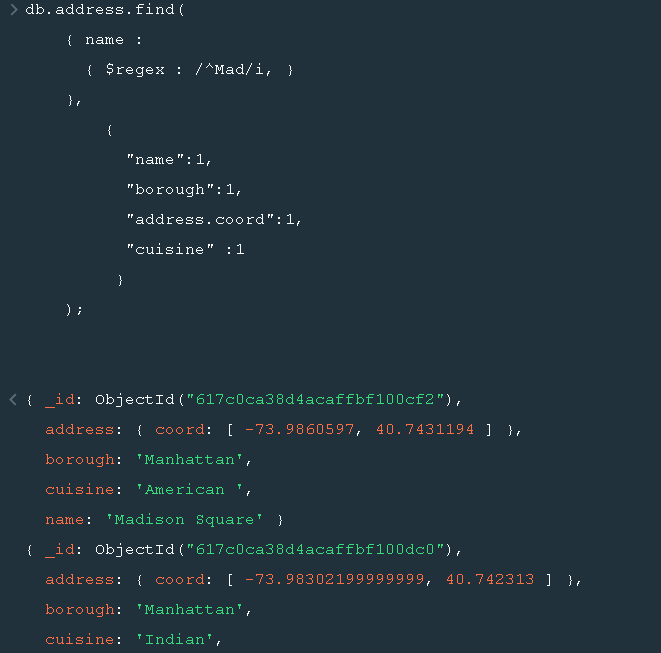 > db.address.find(
{ name :
{ $regex : /^Mad/i, }
},
{
"name":1,
"borough":1,
"address.coord":1,
"cuisine" :1
}
);
< { _id: ObjectId("617c0ca38d4acaffbf100cf2"),
address: { coord: [ -73.9860597, 40.7431194 ] },
borough: 'Manhattan',
cuisine: 'American ',
name: 'Madison Square' }
{ _id: ObjectId("617c0ca38d4acaffbf100dc0"),
address: { coord: [ -73.98302199999999, 40.742313 ] },
borough: 'Manhattan',
cuisine: 'Indian',